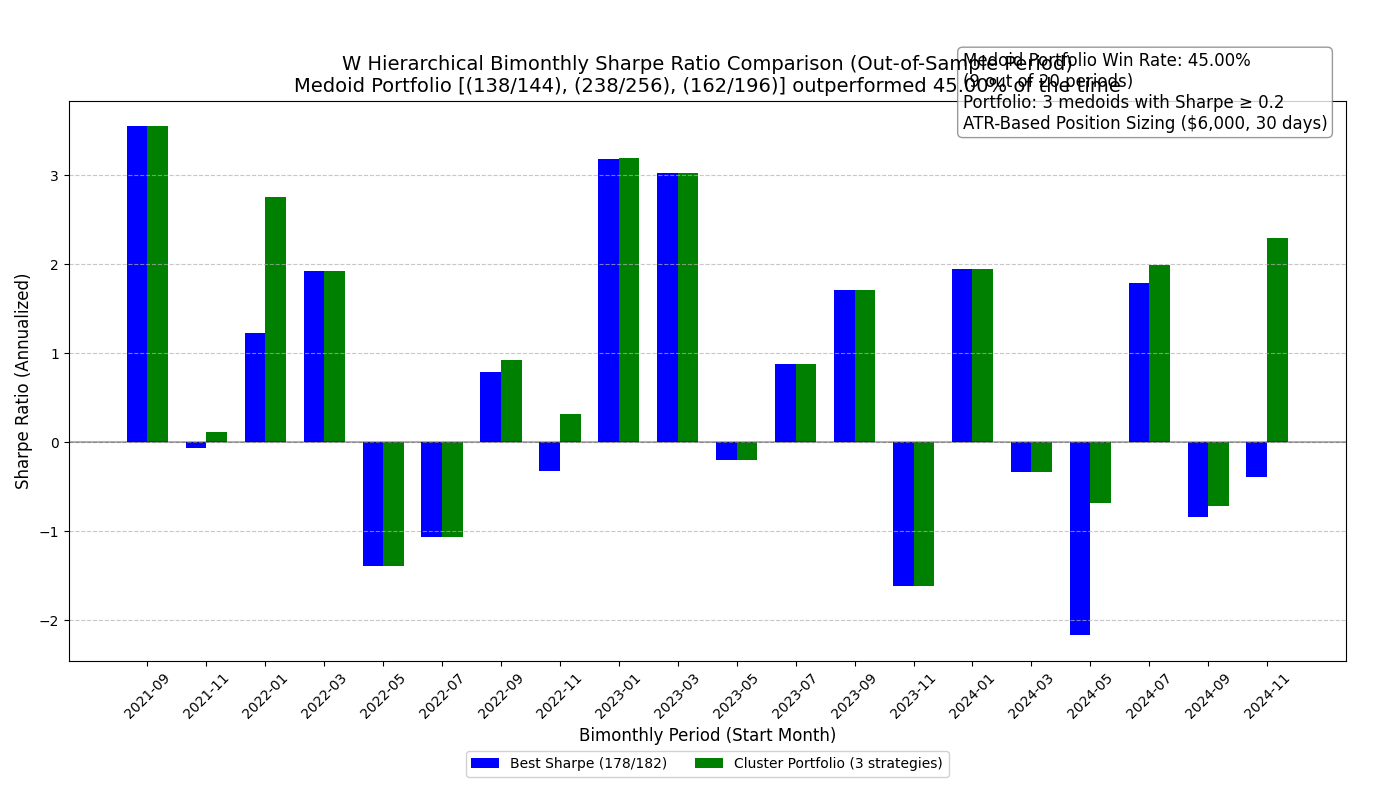 W Hierarchical Bimonthly Sharpe Ratio Comparison (Out-of-Sample Period)
Medoid Portfolio [(138/144), (238/256), (162/196)] outperformed 45.00% of the time
Medoid Portfolio Win Rate: 45.00%
(9 out of 20 periods)
Portfolio: 3 medoids with Sharpe ≥ 0.2
ATR-Based Position Sizing ($6,000, 30 days)
Sharpe Ratio (Annualized)
3
2
1
0
−1
−2
2021-09
2021-11
2022-01
2022-03
2022-05
2022-07
2022-09
2022-11
2023-01
2023-03
2023-05
2023-07
2023-09
2023-11
2024-01
2024-03
2024-05
2024-07
2024-09
2024-11
Bimonthly Period (Start Month)
Best Sharpe (178/182)
Cluster Portfolio (3 strategies)